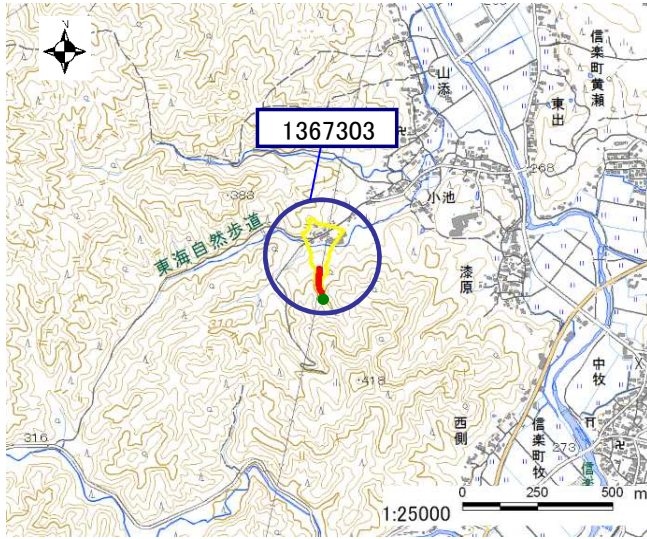 信楽町黄瀬
山添
東出
1367303
卍
268
383
小池
東海自然歩道
漆原
418
中牧
西側
316
信楽町牧
273
卍
0 250 500 m
1:25000